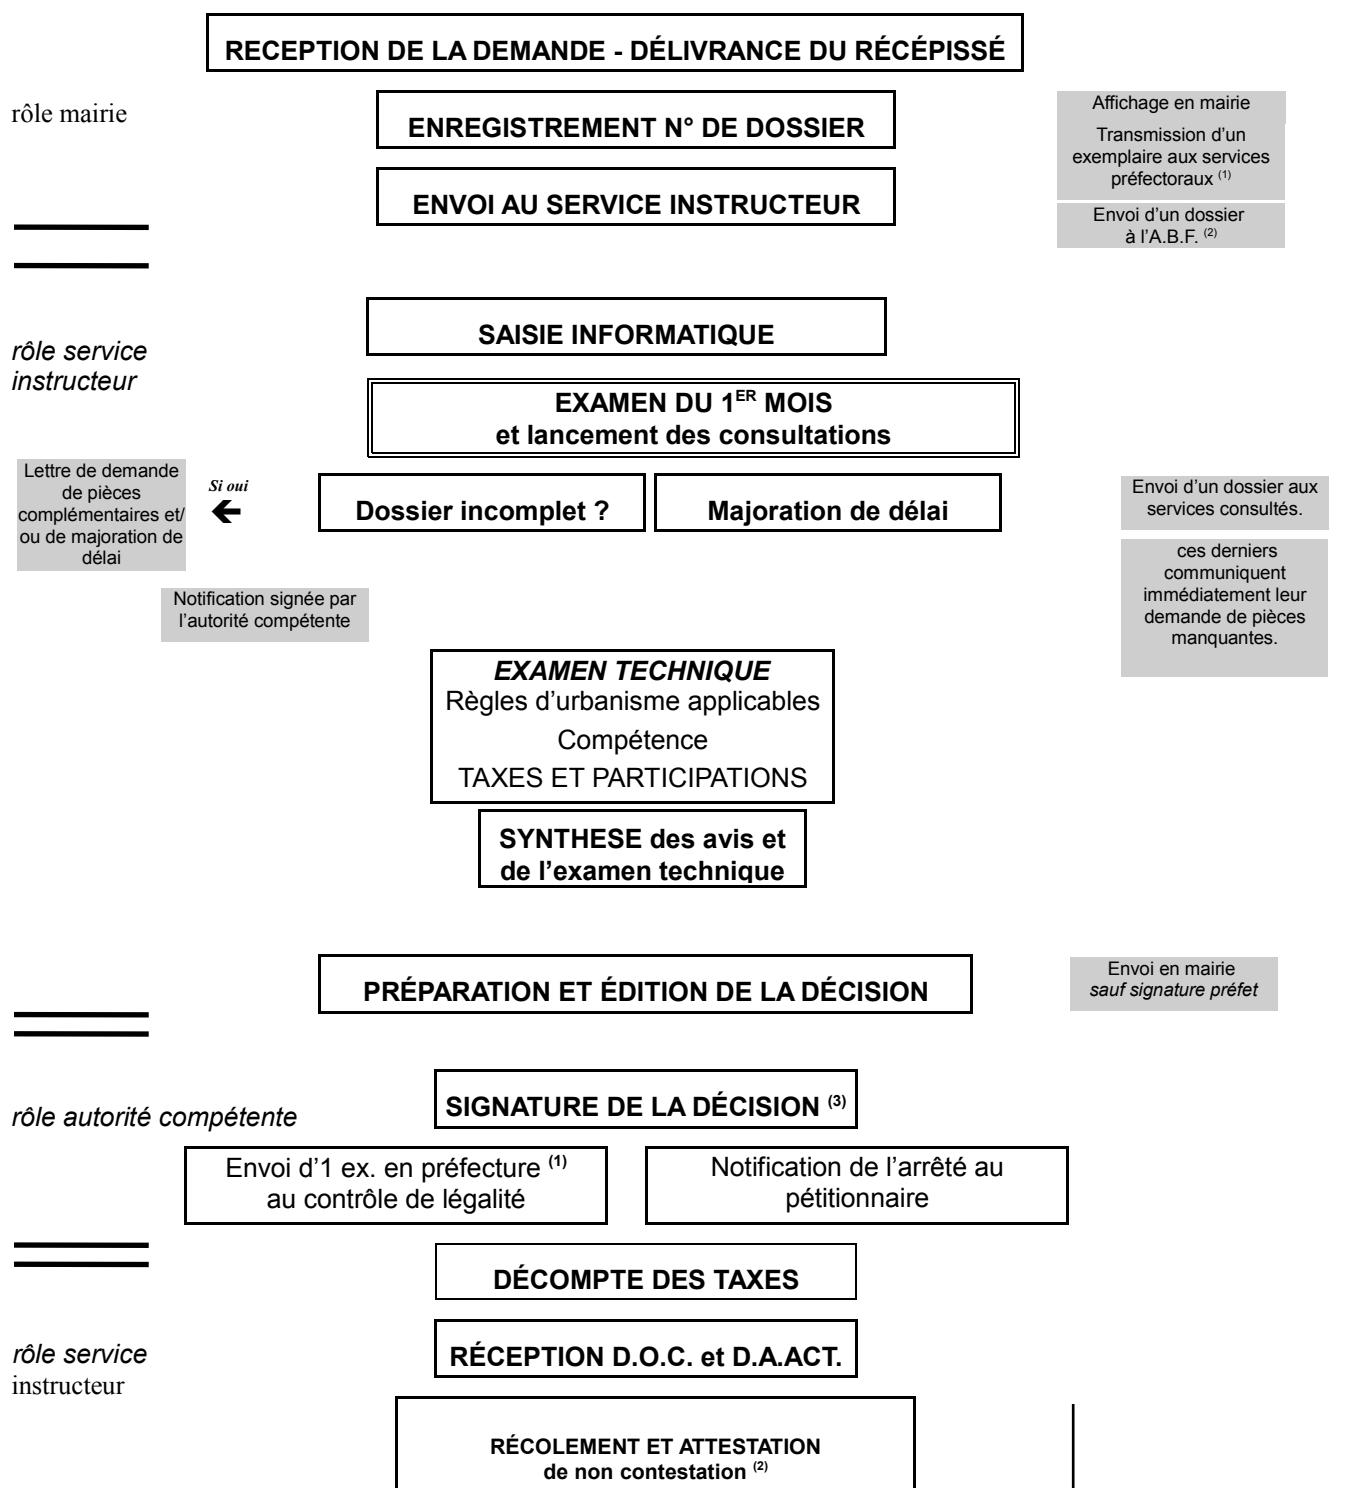 RECEPTION DE LA DEMANDE - DÉLIVRANCE DU RÉCÉPISSÉ
rôle mairie
ENREGISTREMENT N° DE DOSSIER
Affichage en mairie
Transmission d’un
exemplaire aux services
préfectoraux (1)
ENVOI AU SERVICE INSTRUCTEUR
Envoi d’un dossier
à l’A.B.F. (2)
SAISIE INFORMATIQUE
rôle service
instructeur
EXAMEN DU 1ER MOIS
et lancement des consultations
Lettre de demande
de pièces
complémentaires et/
ou de majoration de
délai
Si oui
Dossier incomplet ?
Majoration de délai
Envoi d’un dossier aux
services consultés.
ces derniers
communiquent
immédiatement leur
demande de pièces
manquantes.
Notification signée par
l’autorité compétente
EXAMEN TECHNIQUE
Règles d’urbanisme applicables
Compétence
TAXES ET PARTICIPATIONS
SYNTHESE des avis et
de l’examen technique
PRÉPARATION ET ÉDITION DE LA DÉCISION
Envoi en mairie
sauf signature préfet
rôle autorité compétente
SIGNATURE DE LA DÉCISION (3)
Envoi d’1 ex. en préfecture (1)
au contrôle de légalité
Notification de l’arrêté au
pétitionnaire
DÉCOMPTE DES TAXES
rôle service
instructeur
RÉCEPTION D.O.C. et D.A.ACT.
RÉCOLEMENT ET ATTESTATION
de non contestation (2)